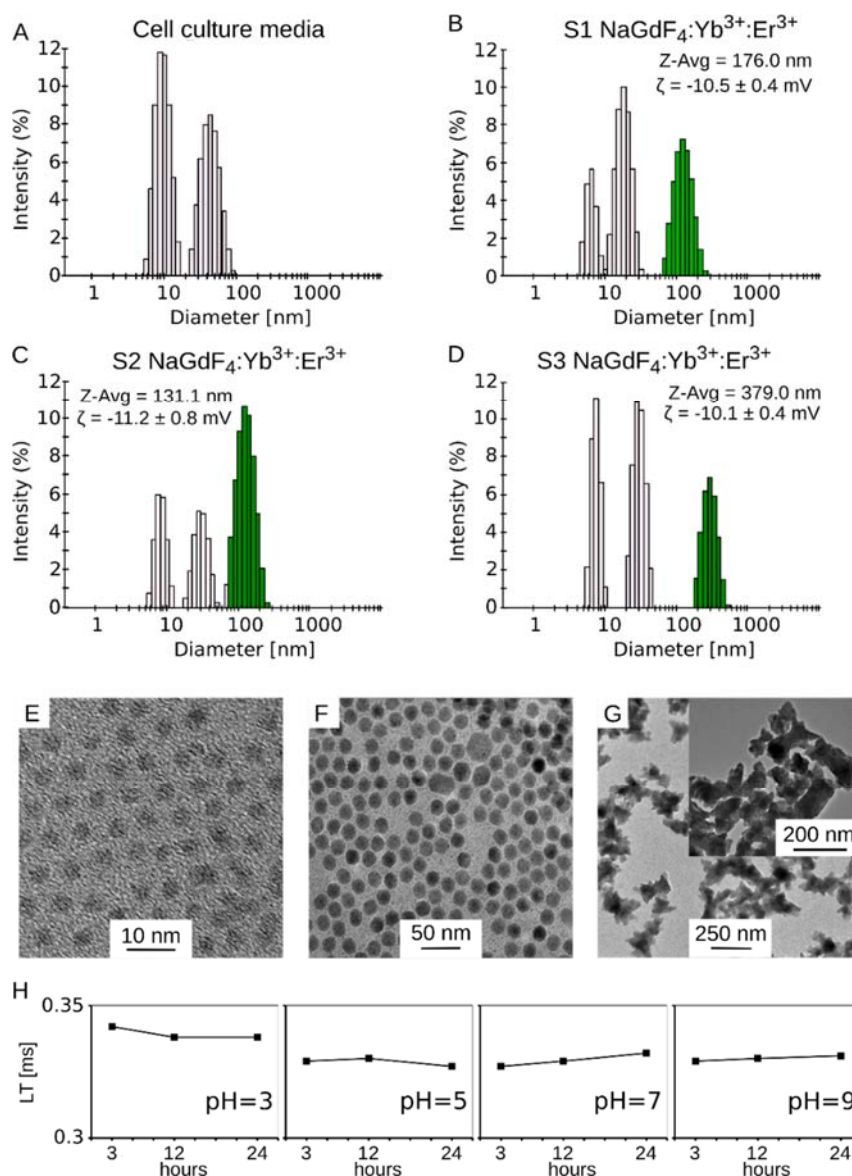 A
Cell culture media
Intensity (%)
12
10
8
6
4
2
0
1 10 100 1000
Diameter [nm]
B
S1 NaGdF₄:Yb³⁺:Er³⁺
Z-Avg = 176.0 nm
ζ = -10.5 ± 0.4 mV
Intensity (%)
12
10
8
6
4
2
0
1 10 100 1000
Diameter [nm]
C
S2 NaGdF₄:Yb³⁺:Er³⁺
Z-Avg = 131.1 nm
ζ = -11.2 ± 0.8 mV
Intensity (%)
12
10
8
6
4
2
0
1 10 100 1000
Diameter [nm]
D
S3 NaGdF₄:Yb³⁺:Er³⁺
Z-Avg = 379.0 nm
ζ = -10.1 ± 0.4 mV
Intensity (%)
12
10
8
6
4
2
0
1 10 100 1000
Diameter [nm]
E
10 nm
F
50 nm
G
200 nm
250 nm
H
LT [ms]
0.35
0.3
pH=3
3 12 24
hours
pH=5
3 12 24
hours
pH=7
3 12 24
hours
pH=9
3 12 24
hours